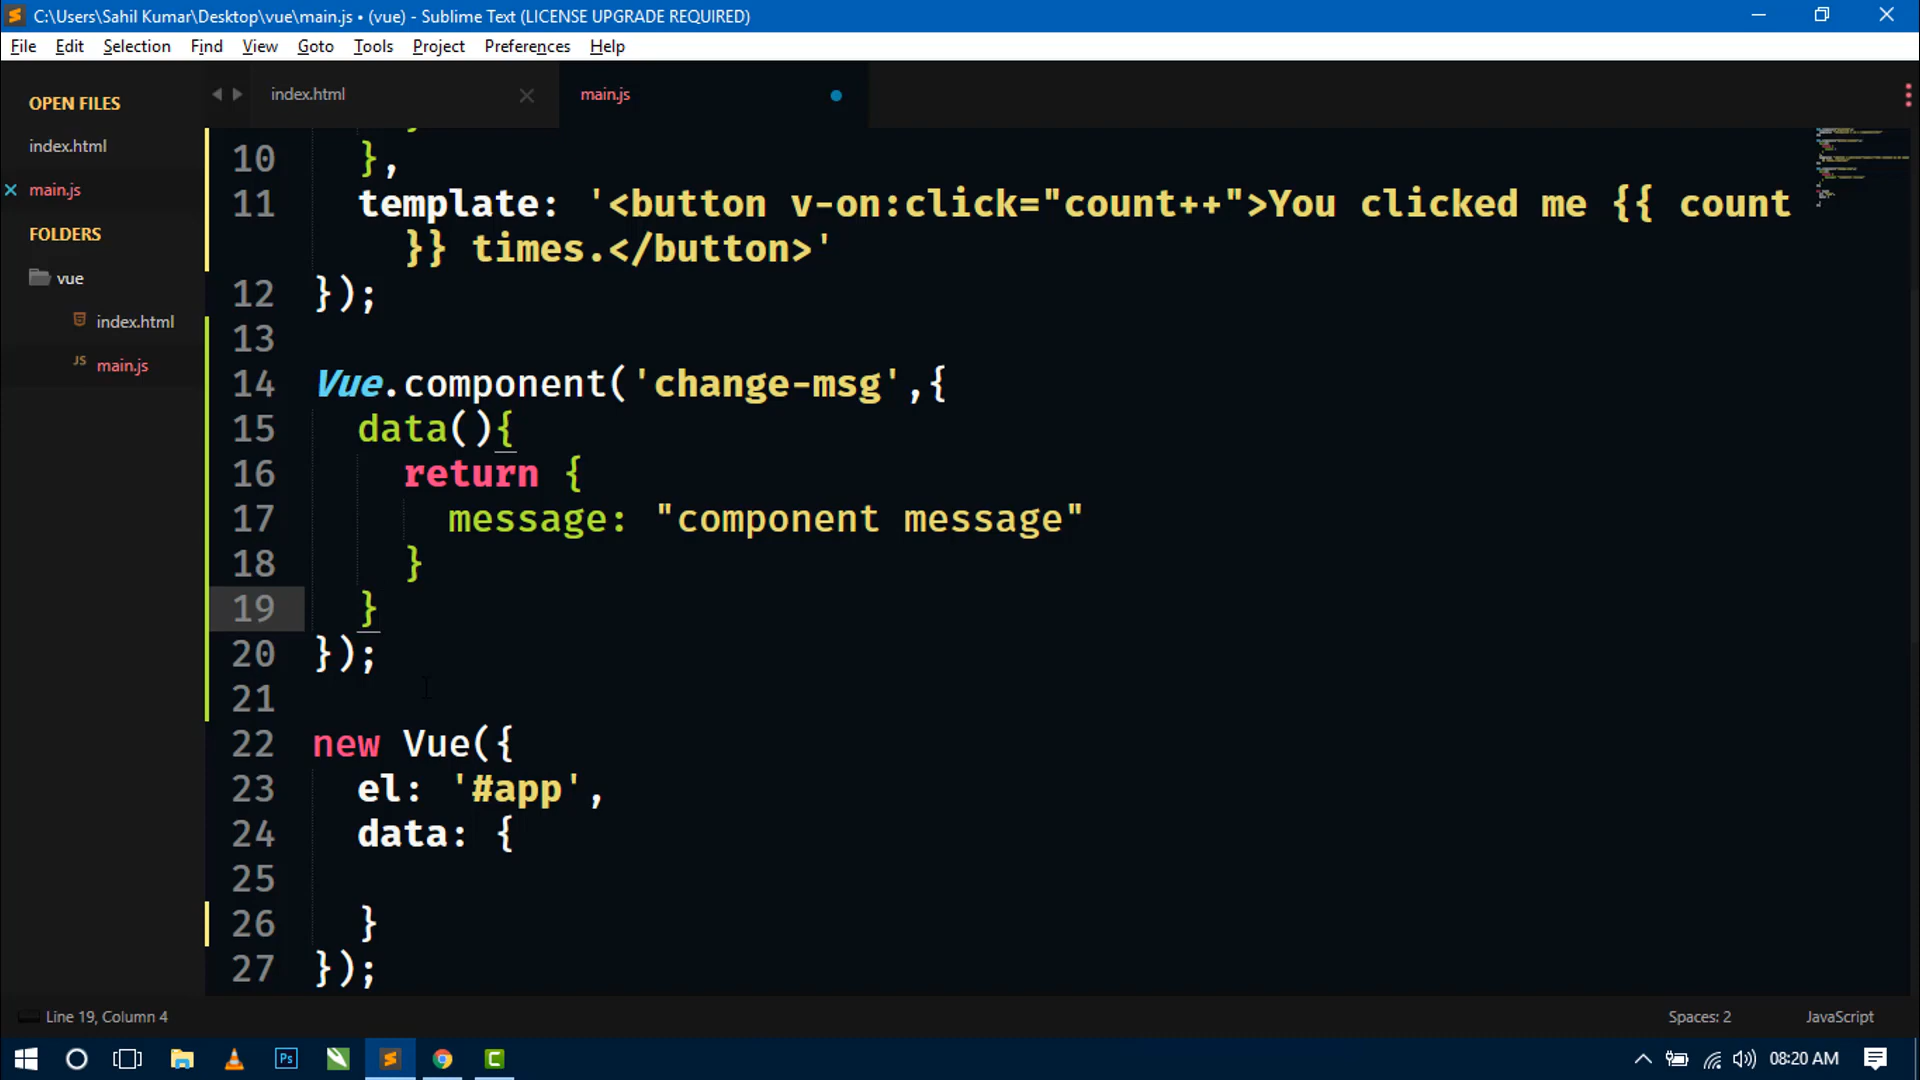 C:\Users\Sahil Kumar\Desktop\vue\main.js • (vue) - Sublime Text (LICENSE UPGRADE REQUIRED)
File Edit Selection Find View Goto Tools Project Preferences Help
OPEN FILES
index.html
main.js
FOLDERS
vue
index.html
JS main.js
index.html main.js
10 },
11 template: '<button v-on:click="count++">You clicked me {{ count
}} times.</button>'
12 });
13
14 Vue.component('change-msg',{
15 data(){
16 return {
17 message: "component message"
18 }
19 }
20 });
21
22 new Vue({
23 el: '#app',
24 data: {
25
26 }
27 });
Line 19, Column 4 Spaces: 2 JavaScript
Ps 08:20 AM